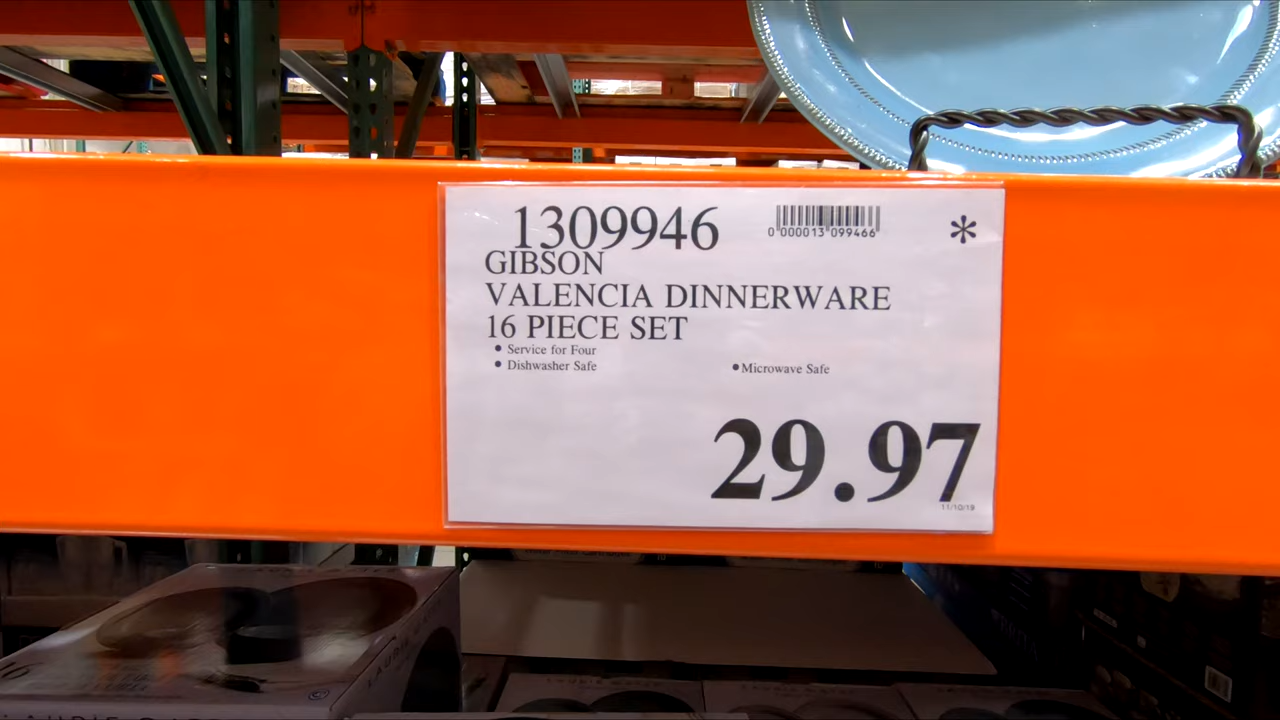 1309946
0 000013 099466
*
GIBSON
VALENCIA DINNERWARE
16 PIECE SET
• Service for Four
• Dishwasher Safe
• Microwave Safe
29.97
11/10/19